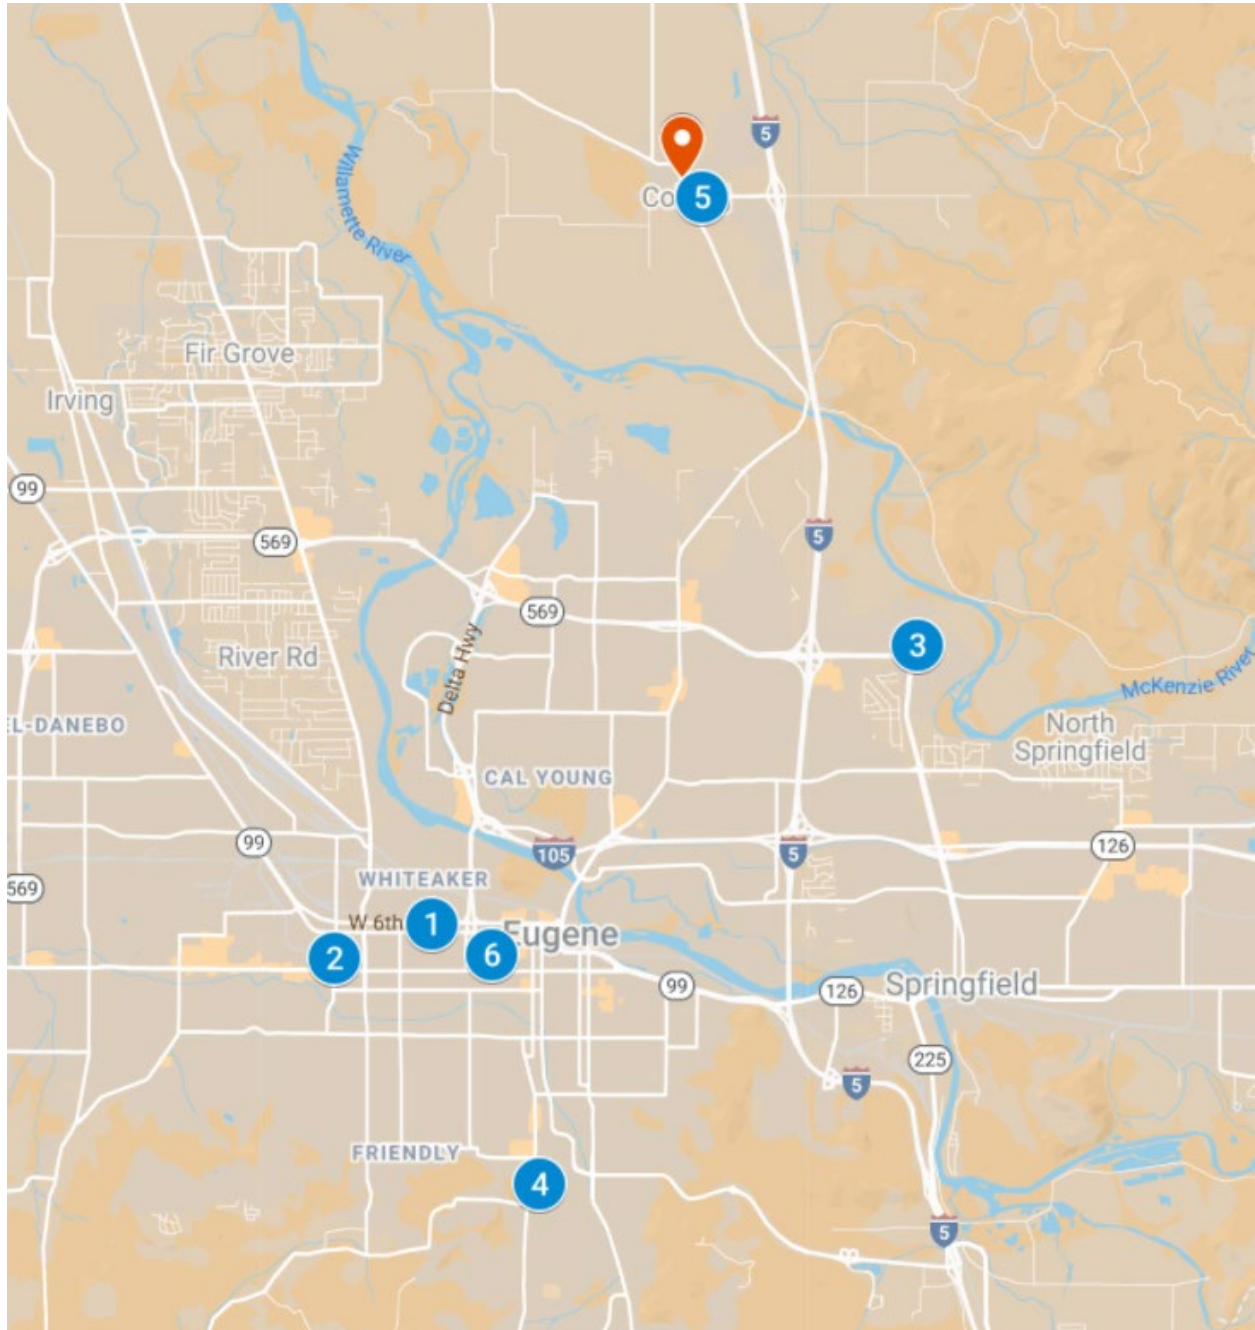 5
Willamette River
Co
5
Fir Grove
Irving
99
569
5
569
3
River Rd
Delta Hwy
McKenzie River
EL-DANEBO
North
Springfield
CAL YOUNG
99
105
5
126
WHITEAKER
569
W 6th
1
Eugene
2
6
99
126
Springfield
225
5
FRIENDLY
4
5